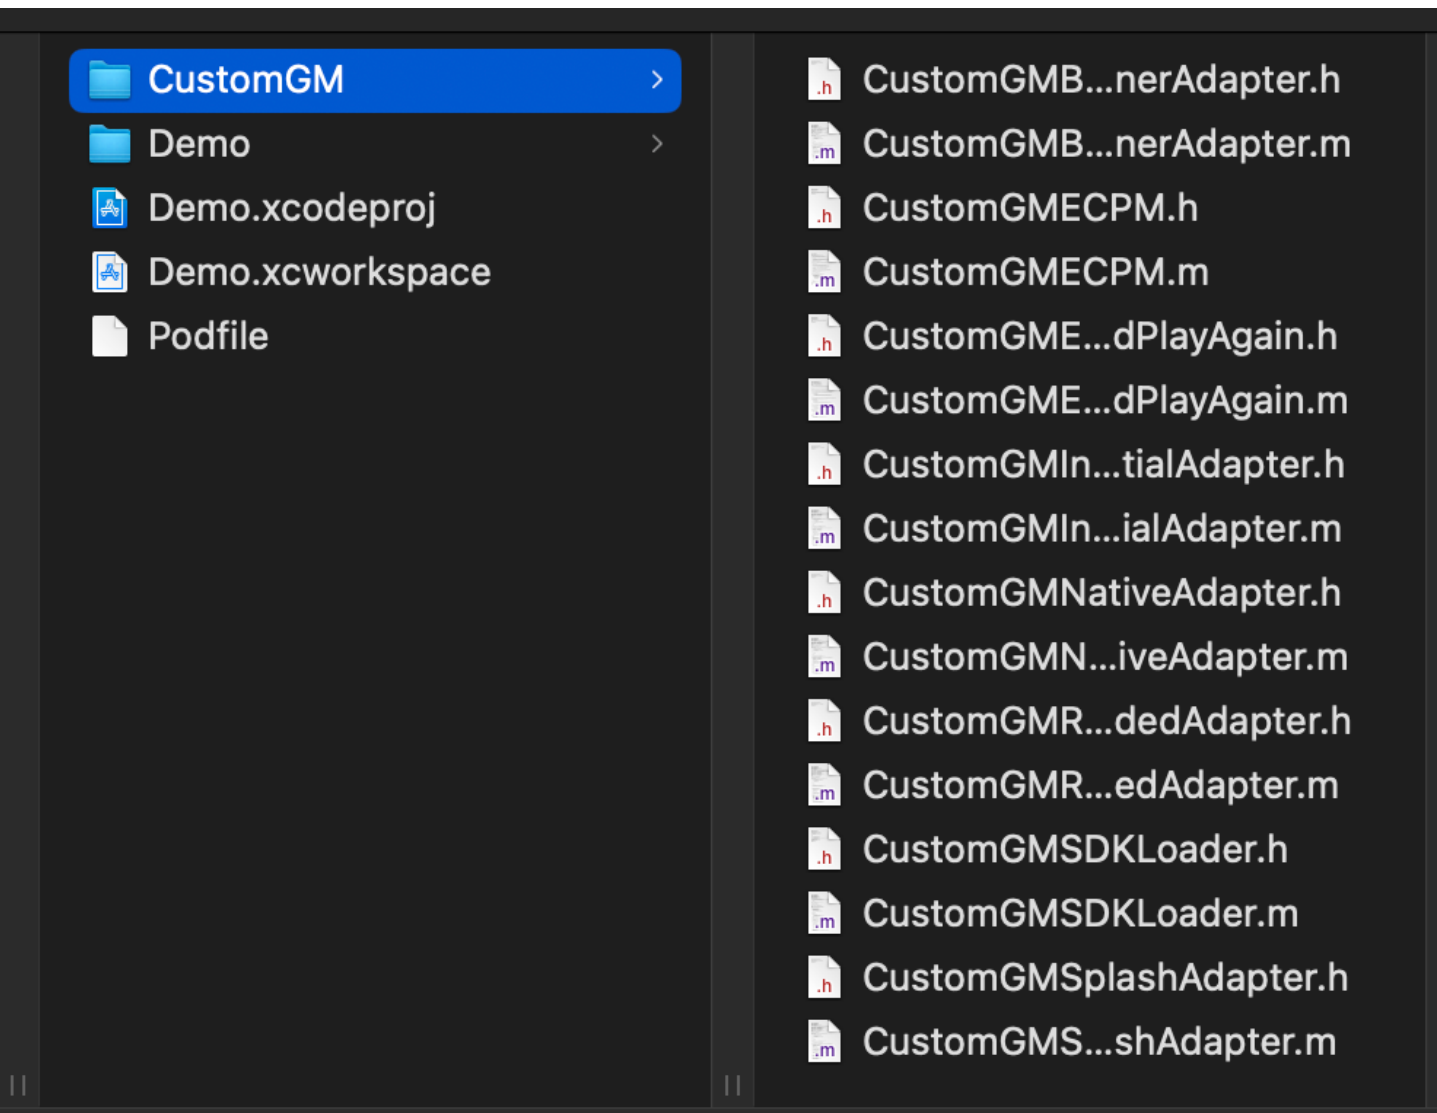 CustomGM
Demo
Demo.xcodeproj
Demo.xcworkspace
Podfile
CustomGMB...nerAdapter.h
CustomGMB...nerAdapter.m
CustomGMECPM.h
CustomGMECPM.m
CustomGME...dPlayAgain.h
CustomGME...dPlayAgain.m
CustomGMIn...tialAdapter.h
CustomGMIn...ialAdapter.m
CustomGMNativeAdapter.h
CustomGMN...iveAdapter.m
CustomGMR...dedAdapter.h
CustomGMR...edAdapter.m
CustomGMSDKLoader.h
CustomGMSDKLoader.m
CustomGMSplashAdapter.h
CustomGMS...shAdapter.m